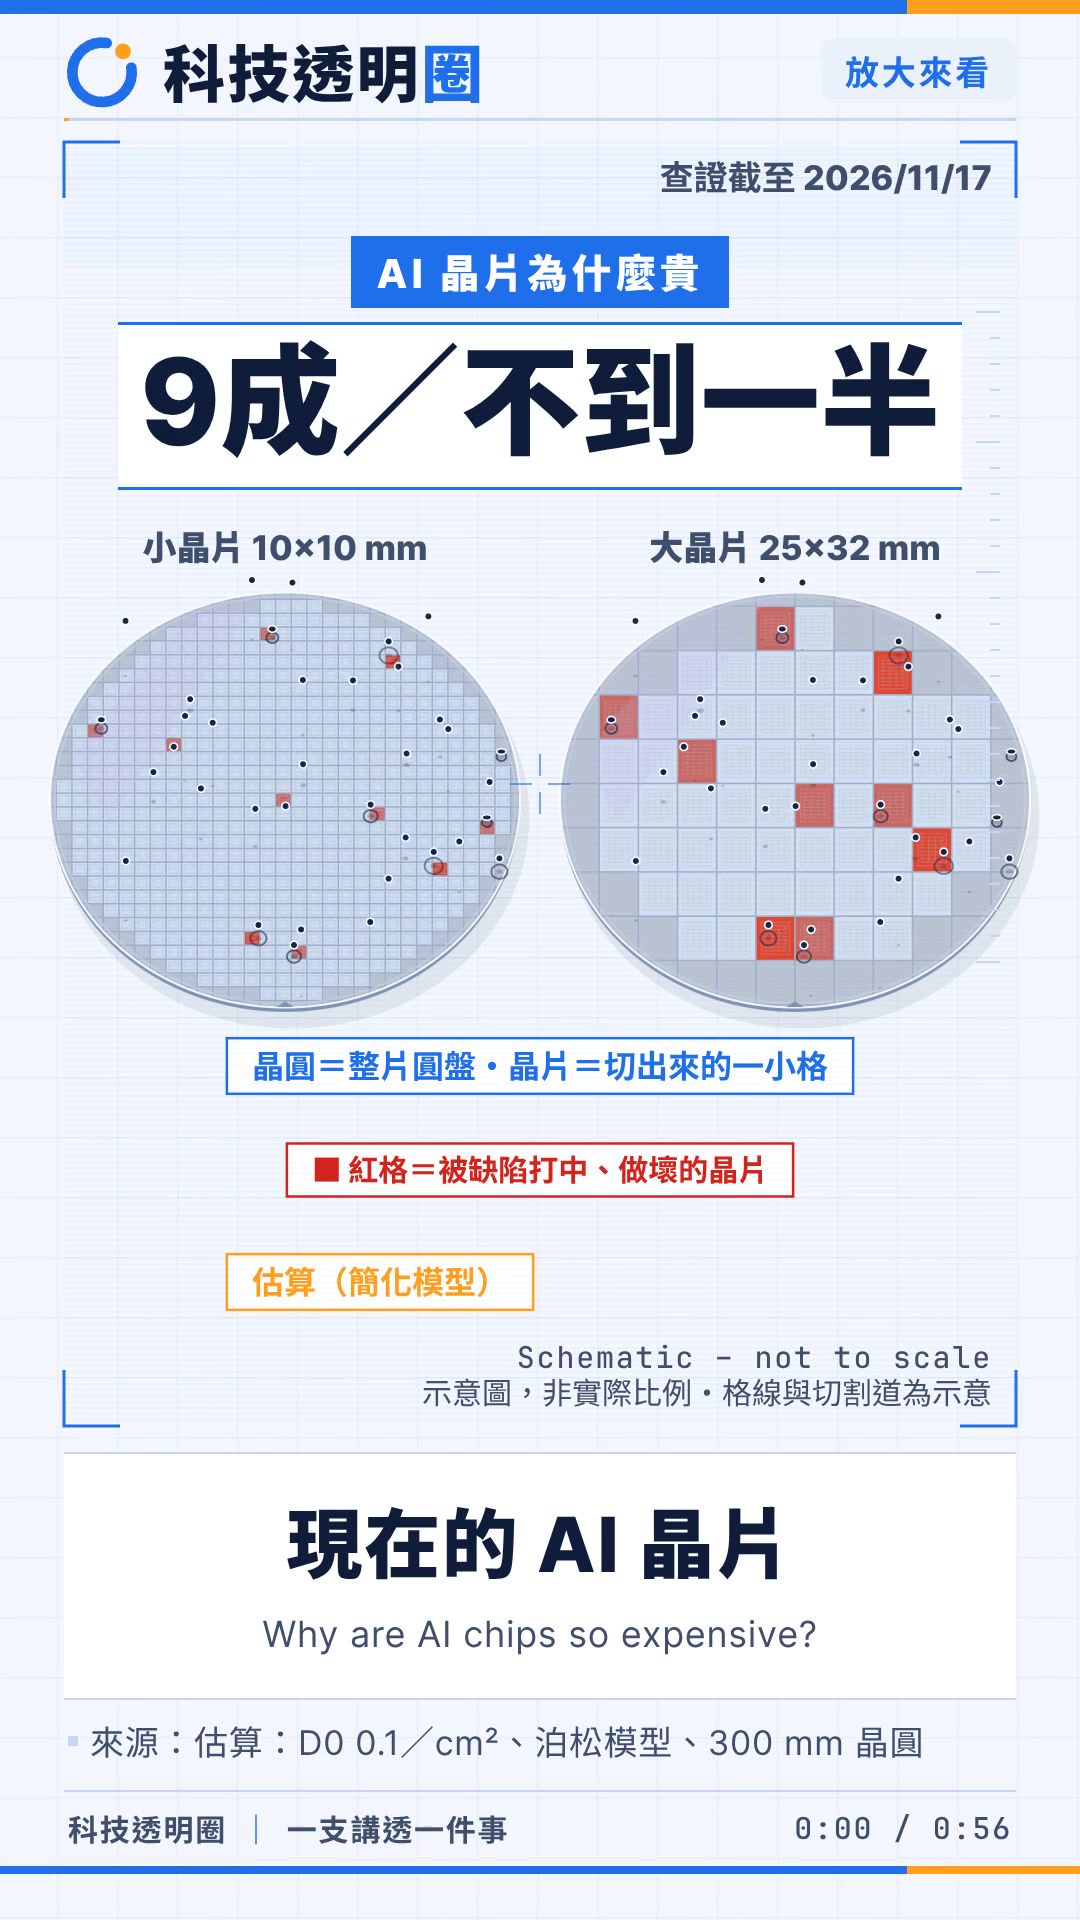 科技透明圈
放大來看
查證截至 2026/11/17
AI 晶片為什麼貴
9成／不到一半
小晶片 10×10 mm
大晶片 25×32 mm
晶圓＝整片圓盤・晶片＝切出來的一小格
■ 紅格＝被缺陷打中、做壞的晶片
估算（簡化模型）
Schematic – not to scale
示意圖，非實際比例・格線與切割道為示意
現在的 AI 晶片
Why are AI chips so expensive?
來源：估算：D0 0.1／cm²、泊松模型、300 mm 晶圓
科技透明圈｜一支講透一件事
0:00 / 0:56